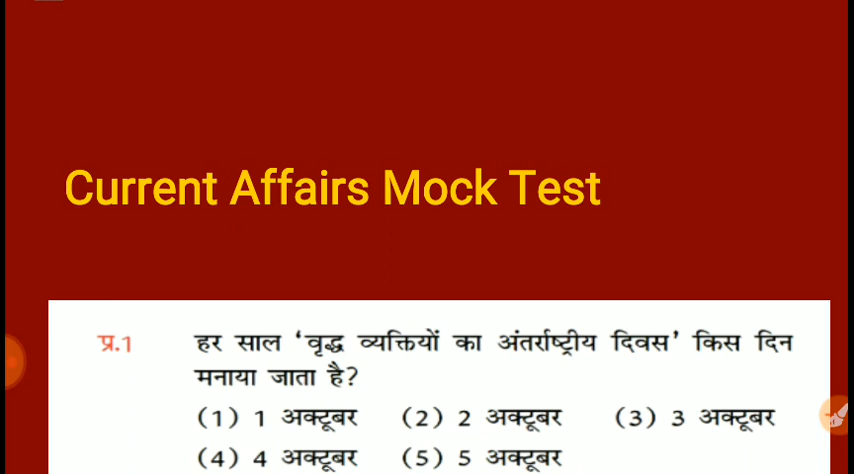 Current Affairs Mock Test
प्र.1 हर साल ‘वृद्ध व्यक्तियों का अंतर्राष्ट्रीय दिवस’ किस दिन
मनाया जाता है?
(1) 1 अक्टूबर (2) 2 अक्टूबर (3) 3 अक्टूबर
(4) 4 अक्टूबर (5) 5 अक्टूबर